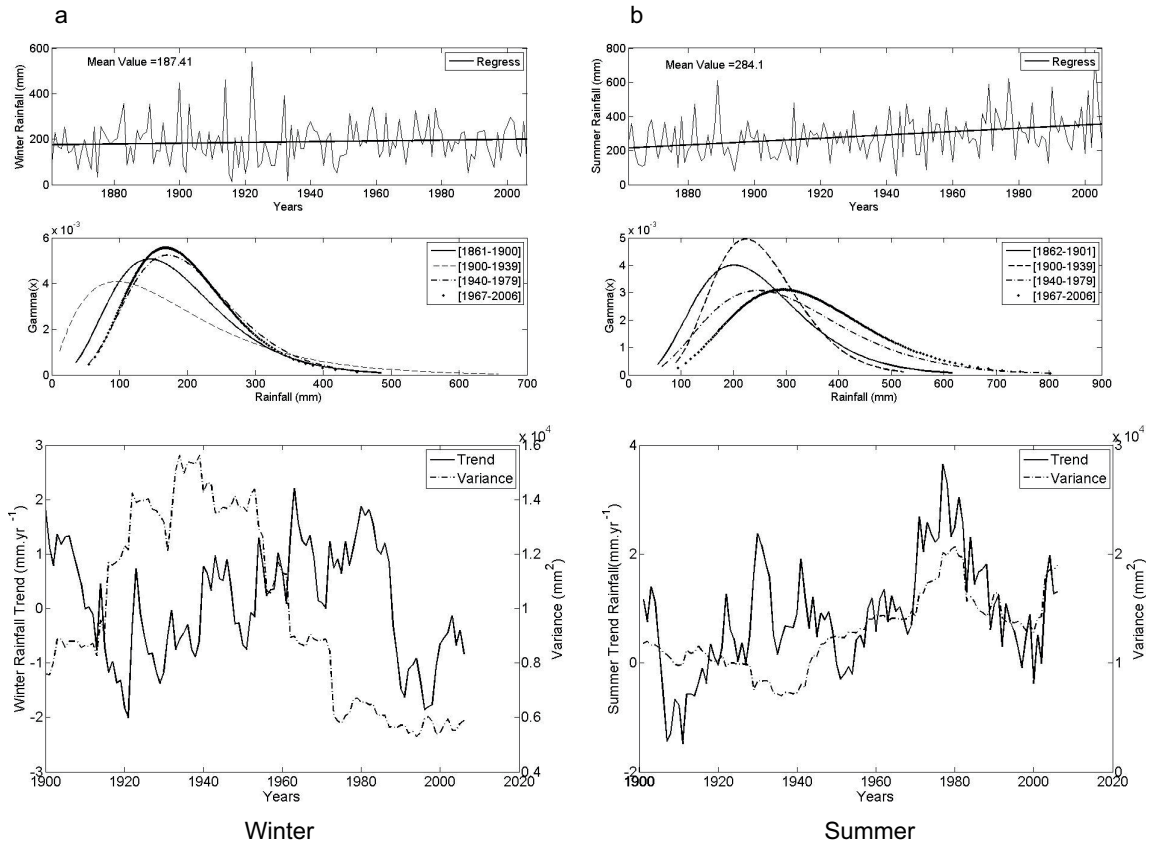 a
Mean Value =187.41
Regress
Winter Rainfall (mm)
600
400
200
0
1880 1900 1920 1940 1960 1980 2000
Years
x 10^-3
Gamma(x)
6
4
2
0
[1861-1900]
[1900-1939]
[1940-1979]
[1967-2006]
0 100 200 300 400 500 600 700
Rainfall (mm)
x 10^4
Trend
Variance
Winter Rainfall Trend (mm.yr^-1)
3
2
1
0
-1
-2
-3
Variance (mm^2)
1.6
1.4
1.2
1
0.8
0.6
0.4
1900 1920 1940 1960 1980 2000 2020
Years
Winter
b
Mean Value =284.1
Regress
Summer Rainfall (mm)
800
600
400
200
0
1880 1900 1920 1940 1960 1980 2000
Years
x 10^-3
Gamma(x)
5
4
3
2
1
0
[1862-1901]
[1900-1939]
[1940-1979]
[1967-2006]
0 100 200 300 400 500 600 700 800 900
Rainfall (mm)
x 10^4
Trend
Variance
Summer Trend Rainfall(mm.yr^-1)
4
2
0
-2
Variance (mm^2)
3
2
1
0
1900 1920 1940 1960 1980 2000 2020
Years
Summer